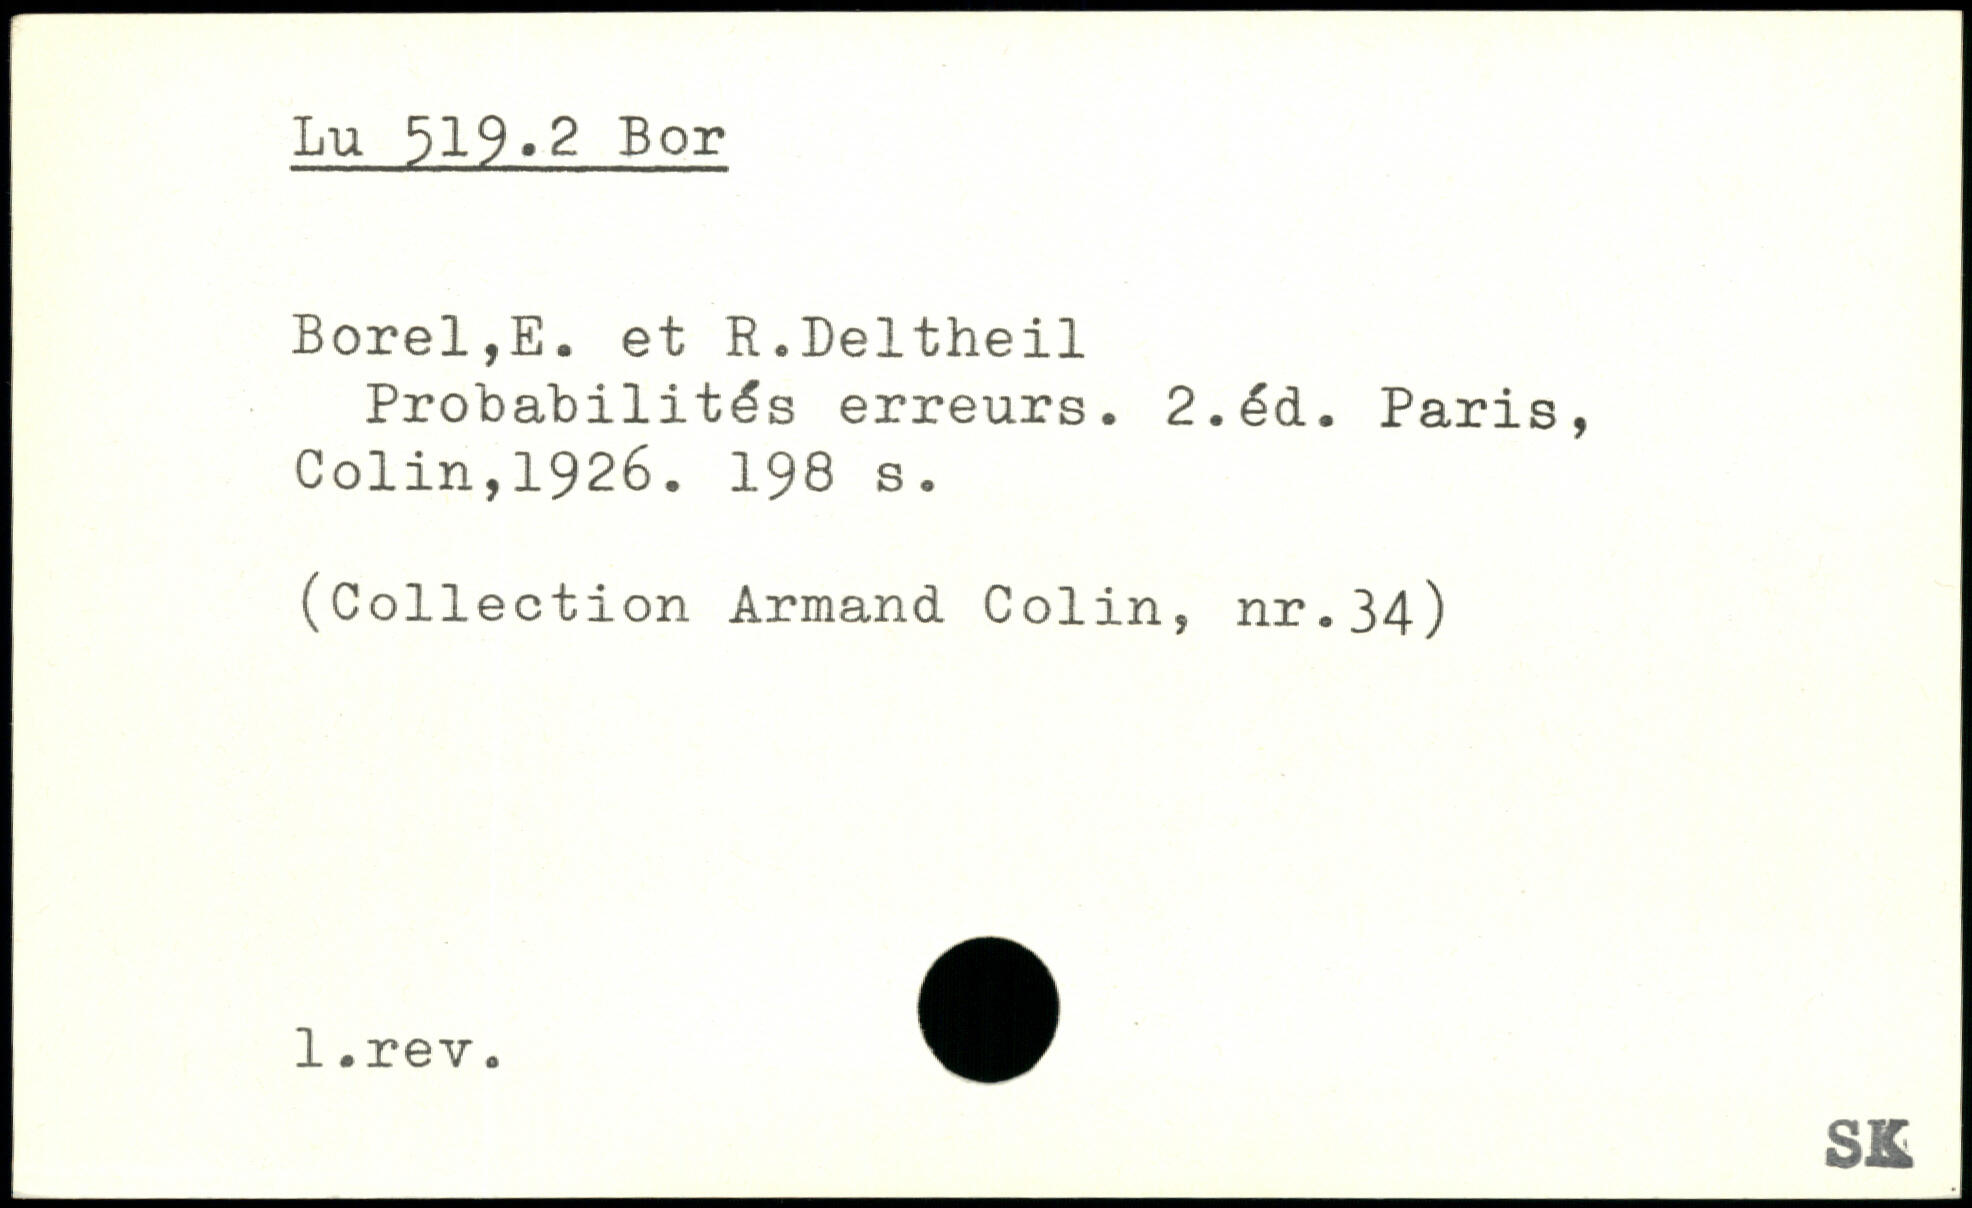 Lu 519.2 Bor
Borel,E. et R.Deltheil
Probabilités erreurs. 2.éd. Paris,
Colin,1926. 198 s.
(Collection Armand Colin, nr.34)
1.rev.
SK